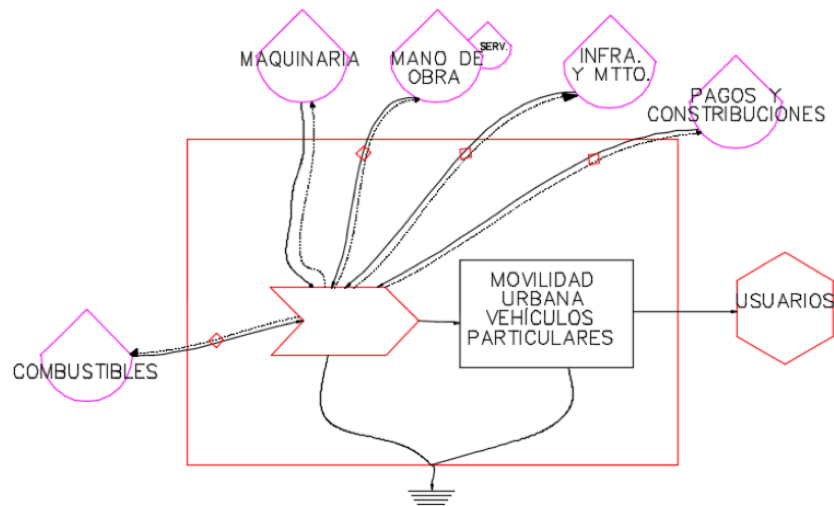 MAQUINARIA
MANO DE
OBRA
SERV.
INFRA.
Y MTTO.
PAGOS Y
CONSTRIBUCIONES
MOVILIDAD
URBANA
VEHÍCULOS
PARTICULARES
USUARIOS
COMBUSTIBLES